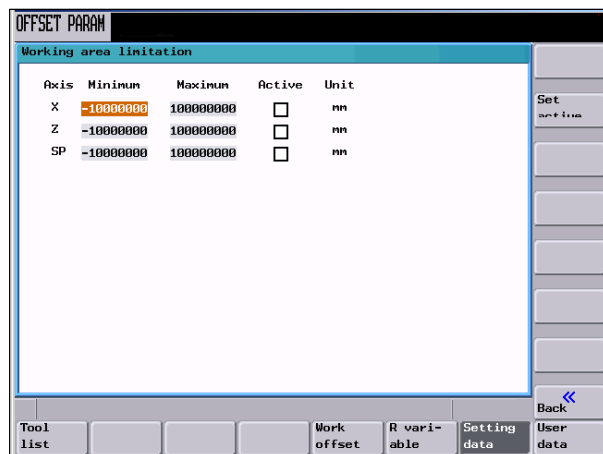 OFFSET PARAM
Working area limitation
Axis Minimum Maximum Active Unit
X -10000000 100000000 mm
Z -10000000 100000000 mm
SP -10000000 100000000 mm
Set
active
Back
Tool
list
Work
offset
R vari-
able
Setting
data
User
data